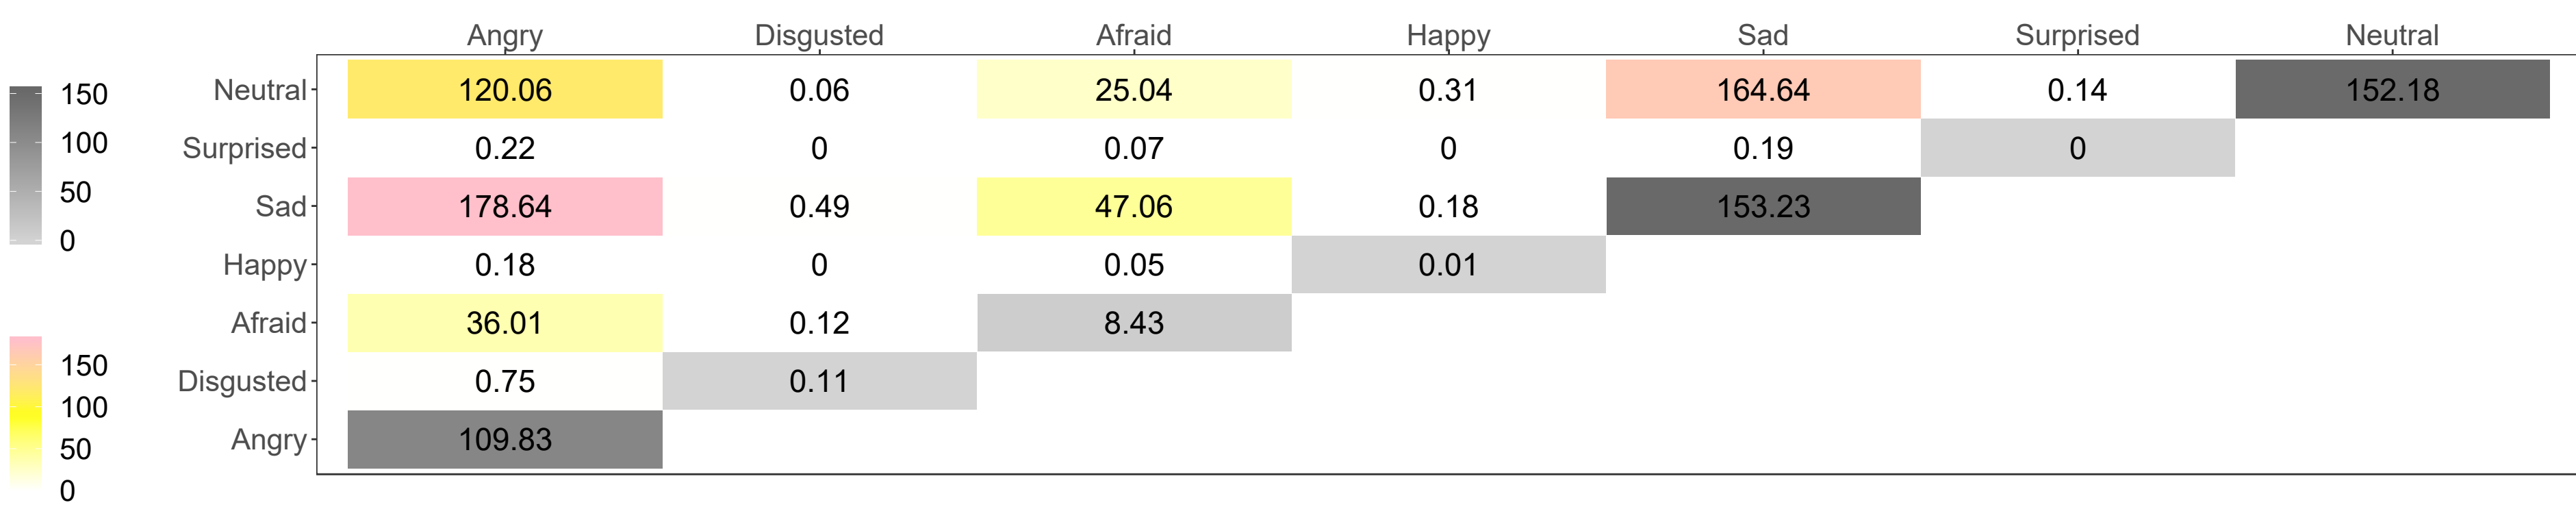 Angry Disgusted Afraid Happy Sad Surprised Neutral
150
100
50
0
Neutral 120.06 0.06 25.04 0.31 164.64 0.14 152.18
Surprised 0.22 0 0.07 0 0.19 0
Sad 178.64 0.49 47.06 0.18 153.23
Happy 0.18 0 0.05 0.01
Afraid 36.01 0.12 8.43
Disgusted 0.75 0.11
Angry 109.83
150
100
50
0